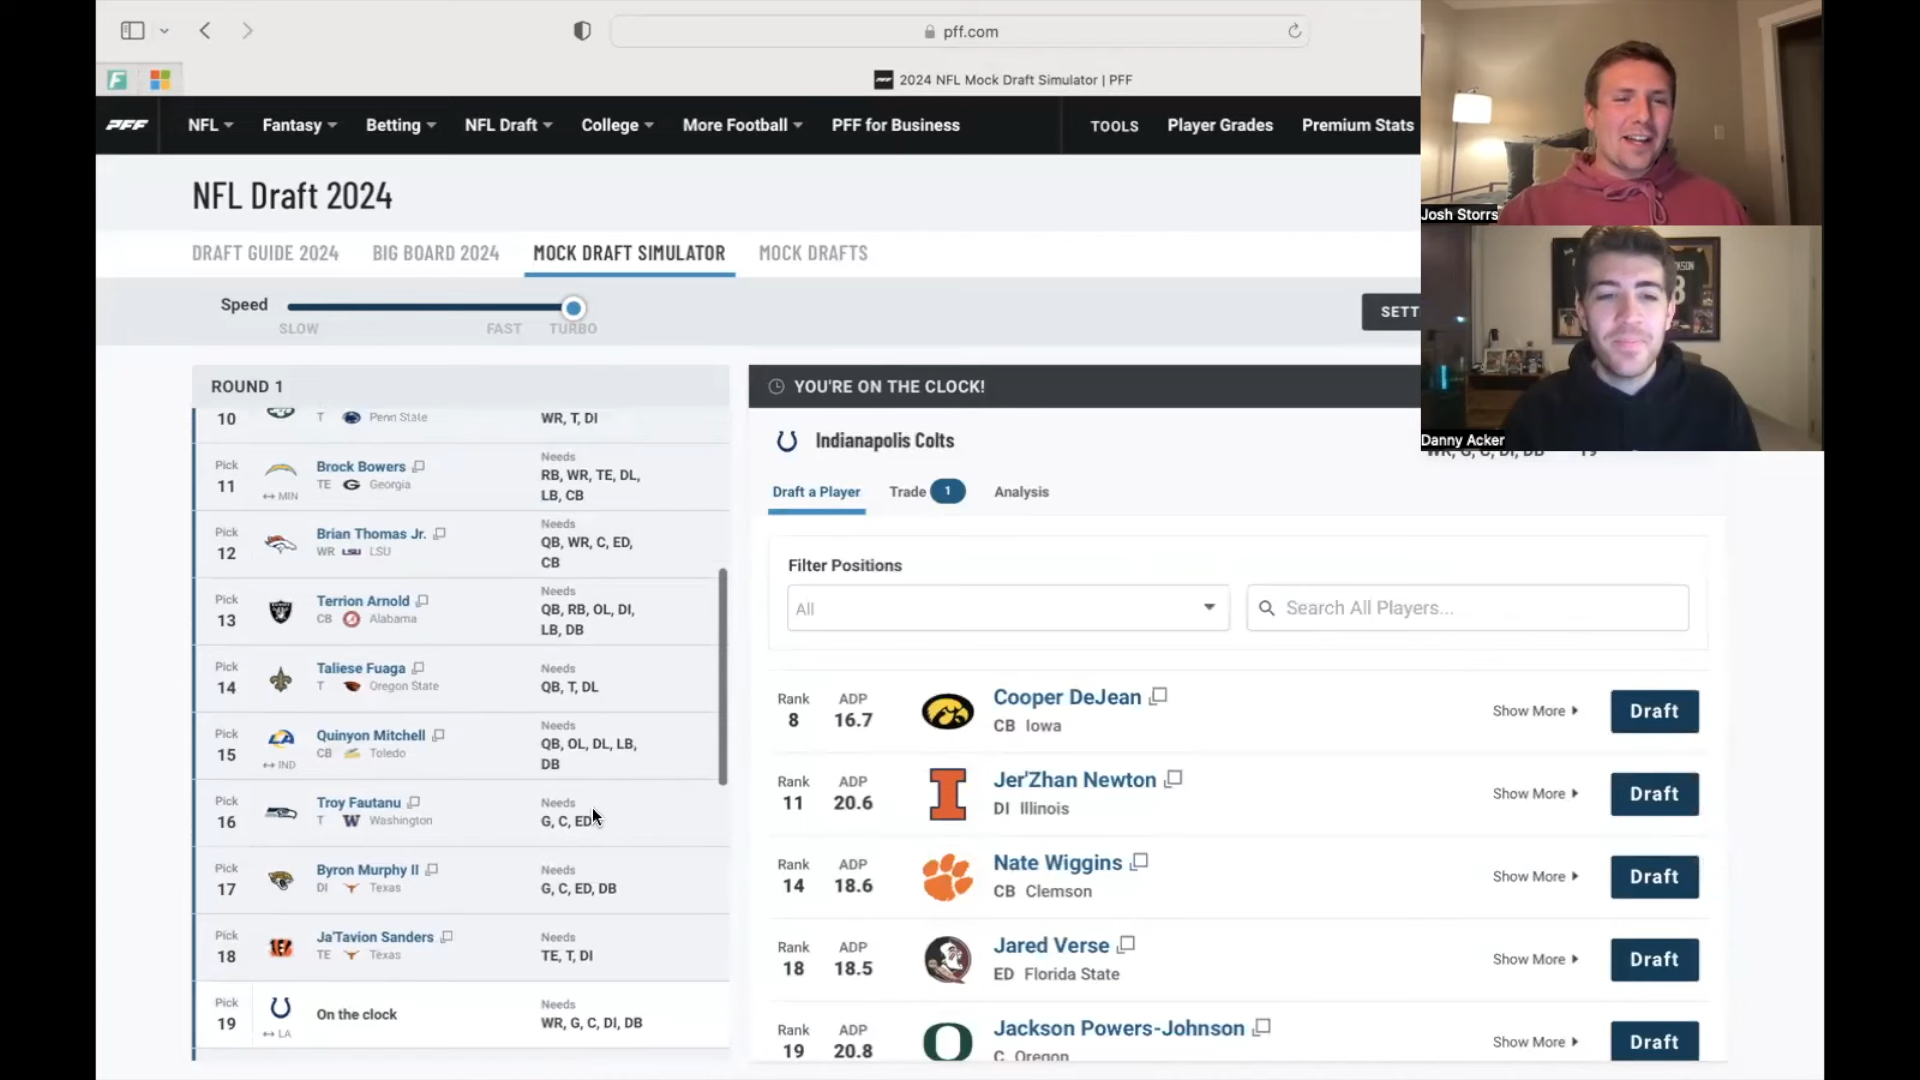 pff.com
2024 NFL Mock Draft Simulator | PFF
PFF NFL Fantasy Betting NFL Draft College More Football PFF for Business TOOLS Player Grades Premium Stats
Josh Storrs
NFL Draft 2024
DRAFT GUIDE 2024 BIG BOARD 2024 MOCK DRAFT SIMULATOR MOCK DRAFTS
Speed
SLOW FAST TURBO
SETT
Danny Acker
ROUND 1
10 T Penn State WR, T, DI
Pick 11 Brock Bowers
TE G Georgia
↔ MIN
Needs
RB, WR, TE, DL,
LB, CB
Pick 12 Brian Thomas Jr.
WR LSU LSU
Needs
QB, WR, C, ED,
CB
Pick 13 Terrion Arnold
CB Alabama
Needs
QB, RB, OL, DI,
LB, DB
Pick 14 Taliese Fuaga
T Oregon State
Needs
QB, T, DL
Pick 15 Quinyon Mitchell
CB Toledo
↔ IND
Needs
QB, OL, DL, LB,
DB
Pick 16 Troy Fautanu
T W Washington
Needs
G, C, ED
Pick 17 Byron Murphy II
DI Texas
Needs
G, C, ED, DB
Pick 18 Ja'Tavion Sanders
TE Texas
Needs
TE, T, DI
Pick 19 On the clock
↔ LA
Needs
WR, G, C, DI, DB
YOU'RE ON THE CLOCK!
Indianapolis Colts
Draft a Player Trade 1 Analysis
Filter Positions
All
Search All Players...
Rank 8 ADP 16.7 Cooper DeJean
CB Iowa
Show More Draft
Rank 11 ADP 20.6 Jer'Zhan Newton
DI Illinois
Show More Draft
Rank 14 ADP 18.6 Nate Wiggins
CB Clemson
Show More Draft
Rank 18 ADP 18.5 Jared Verse
ED Florida State
Show More Draft
Rank 19 ADP 20.8 Jackson Powers-Johnson
C Oregon
Show More Draft